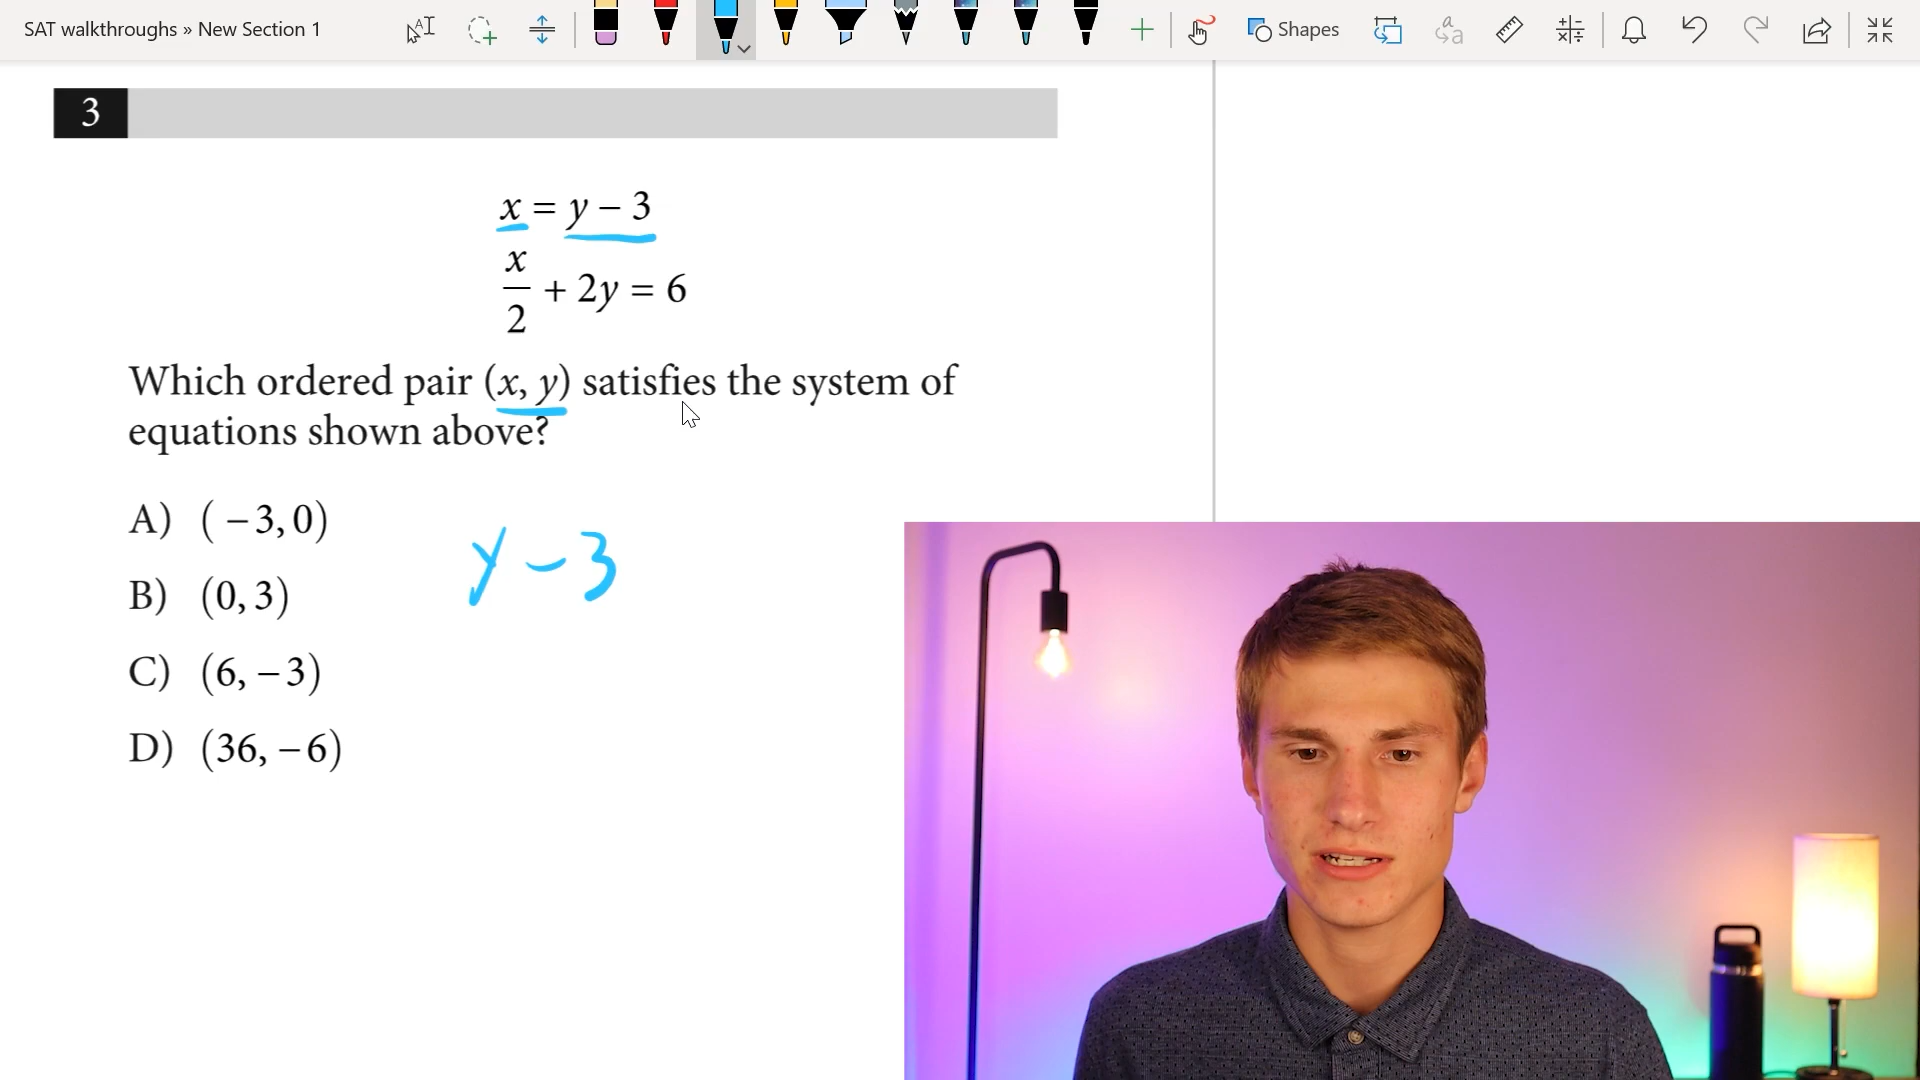 SAT walkthroughs » New Section 1
Shapes
3
x = y − 3
x/2 + 2y = 6
Which ordered pair (x, y) satisfies the system of
equations shown above?
A) (−3, 0)
B) (0, 3)
C) (6, −3)
D) (36, −6)
y − 3